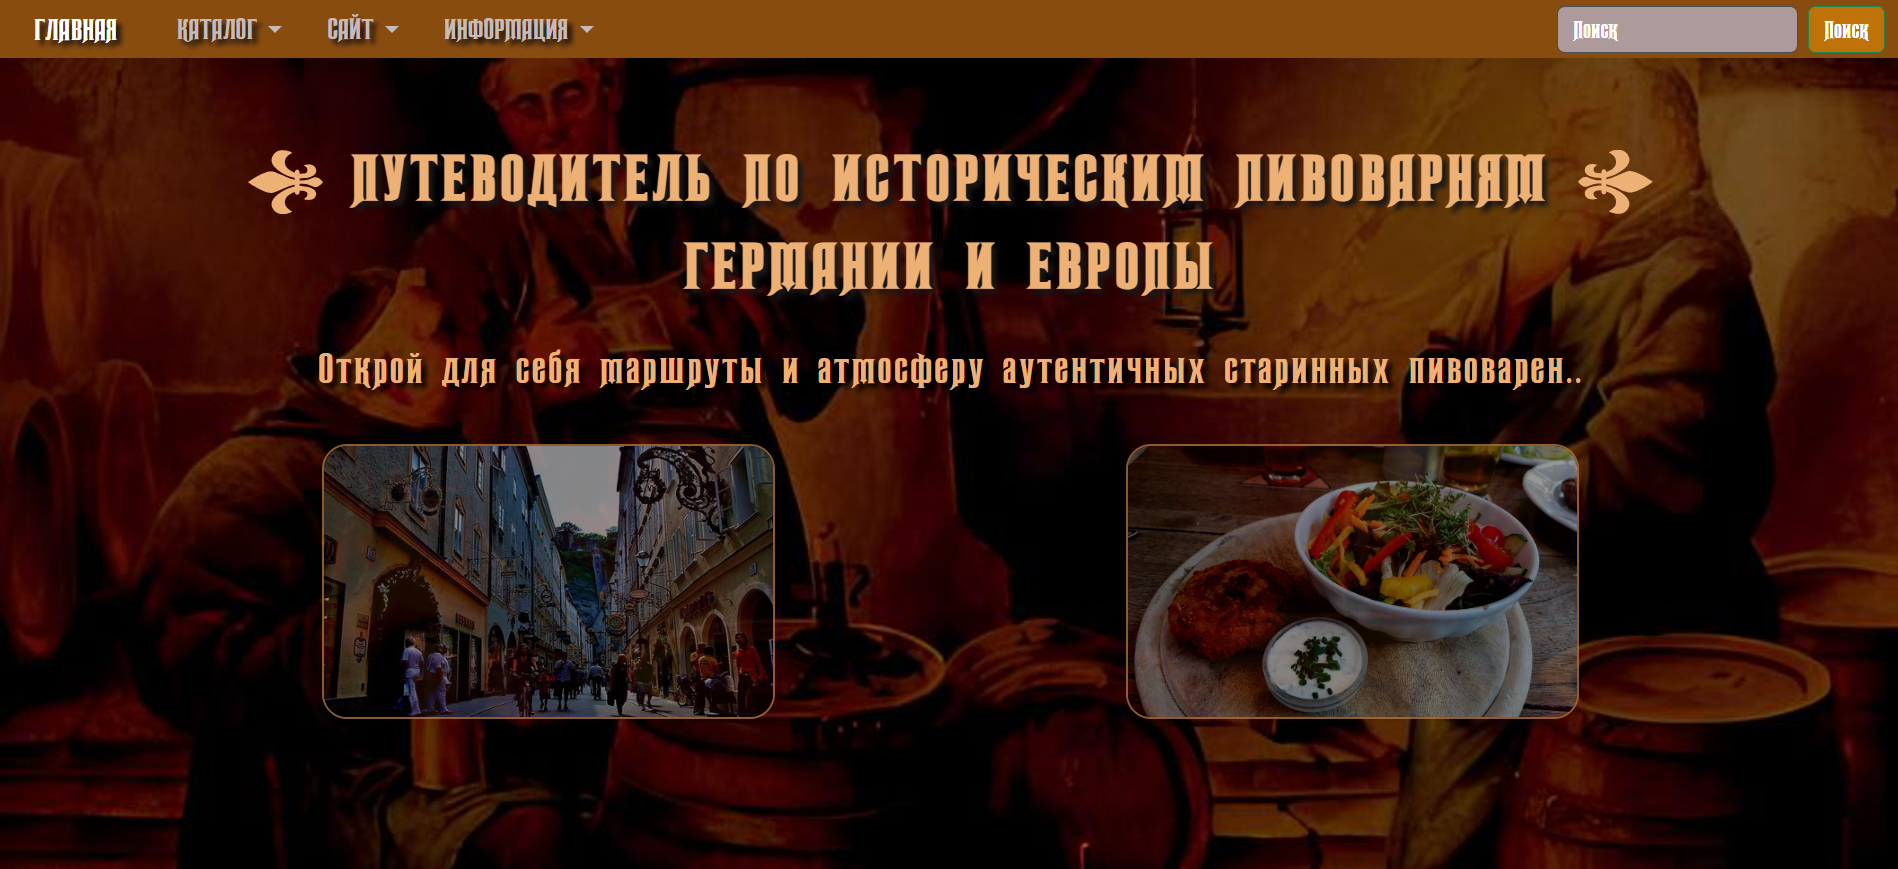 ГЛАВНАЯ КАТАЛОГ САЙТ ИНФОРМАЦИЯ Поиск Поиск
ПУТЕВОДИТЕЛЬ ПО ИСТОРИЧЕСКИМ ПИВОВАРНЯМ
ГЕРМАНИИ И ЕВРОПЫ
Открой для себя маршруты и атмосферу аутентичных старинных пивоварен..